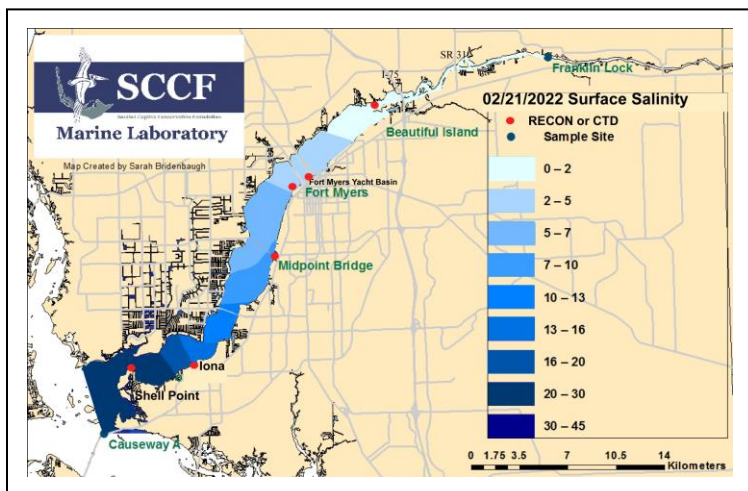 SCCF
Marine Laboratory
Map Created by Sarah Bridenbaugh
SR 31
I-75
Franklin Lock
Beautiful Island
Fort Myers Yacht Basin
Fort Myers
Midpoint Bridge
Iona
Shell Point
Causeway A
02/21/2022 Surface Salinity
RECON or CTD
Sample Site
0 – 2
2 – 5
5 – 7
7 – 10
10 – 13
13 – 16
16 – 20
20 – 30
30 – 45
0 1.75 3.5 7 10.5 14
Kilometers